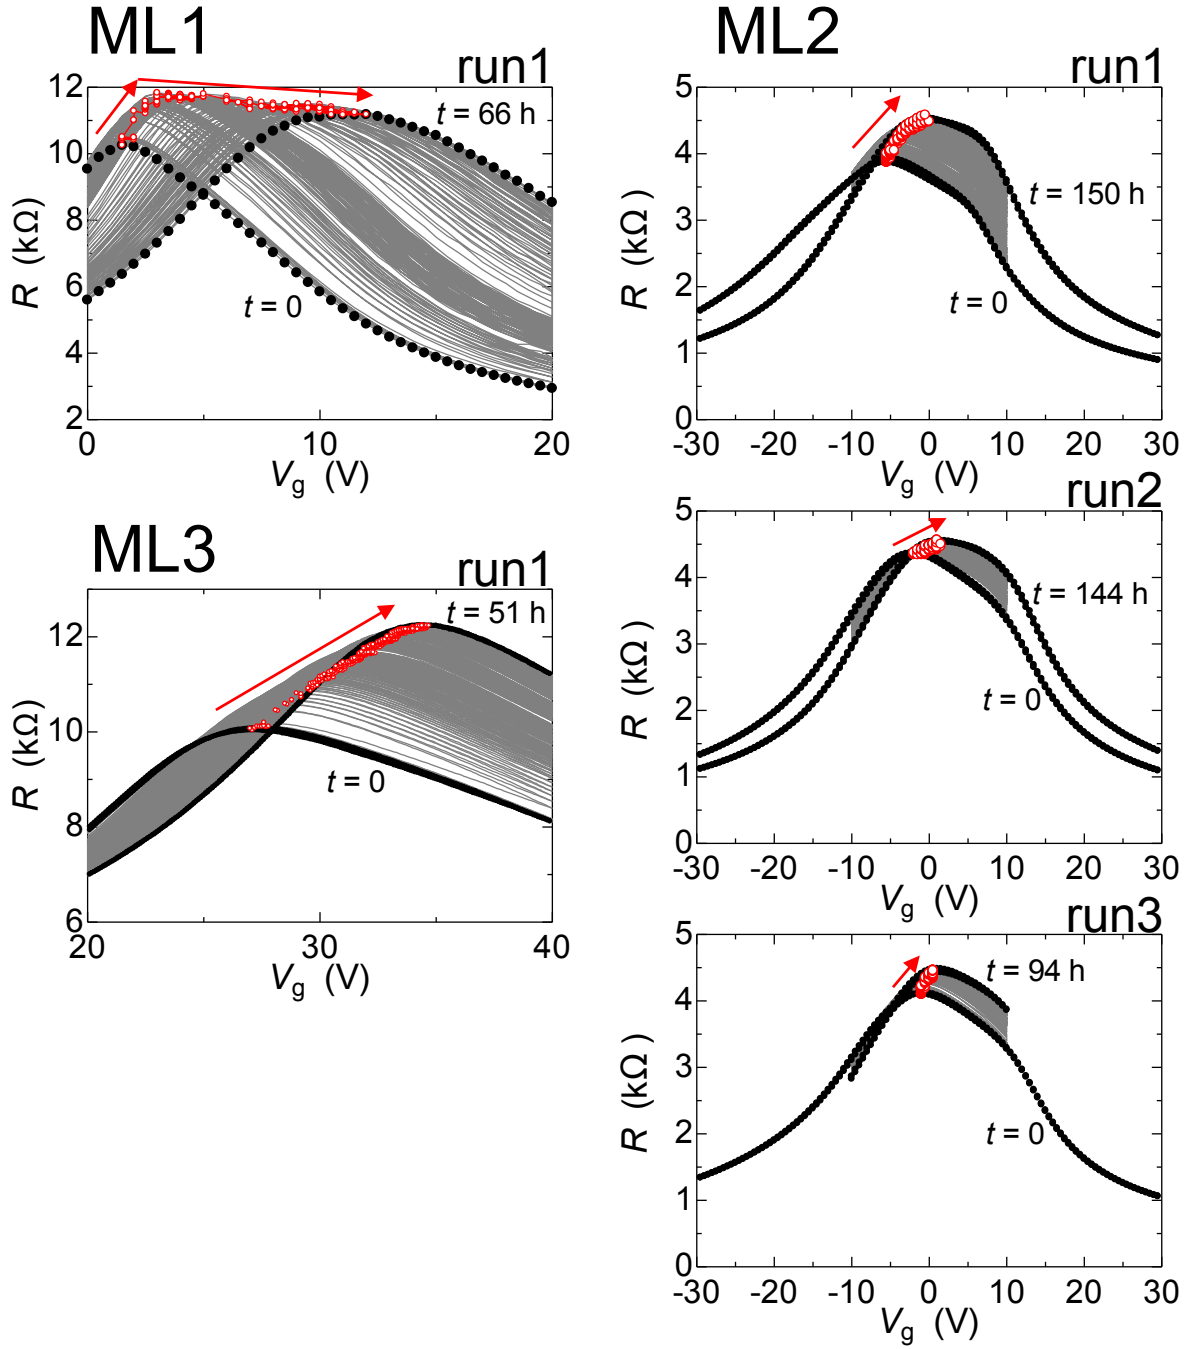 ML1
run1
12
10
8
6
4
2
R (kΩ)
t = 66 h
t = 0
0
10
20
Vg (V)
ML2
run1
5
4
3
2
1
0
R (kΩ)
t = 150 h
t = 0
-30
-20
-10
0
10
20
30
Vg (V)
ML3
run1
12
10
8
6
R (kΩ)
t = 51 h
t = 0
20
30
40
Vg (V)
run2
5
4
3
2
1
0
R (kΩ)
t = 144 h
t = 0
-30
-20
-10
0
10
20
30
Vg (V)
run3
5
4
3
2
1
0
R (kΩ)
t = 94 h
t = 0
-30
-20
-10
0
10
20
30
Vg (V)